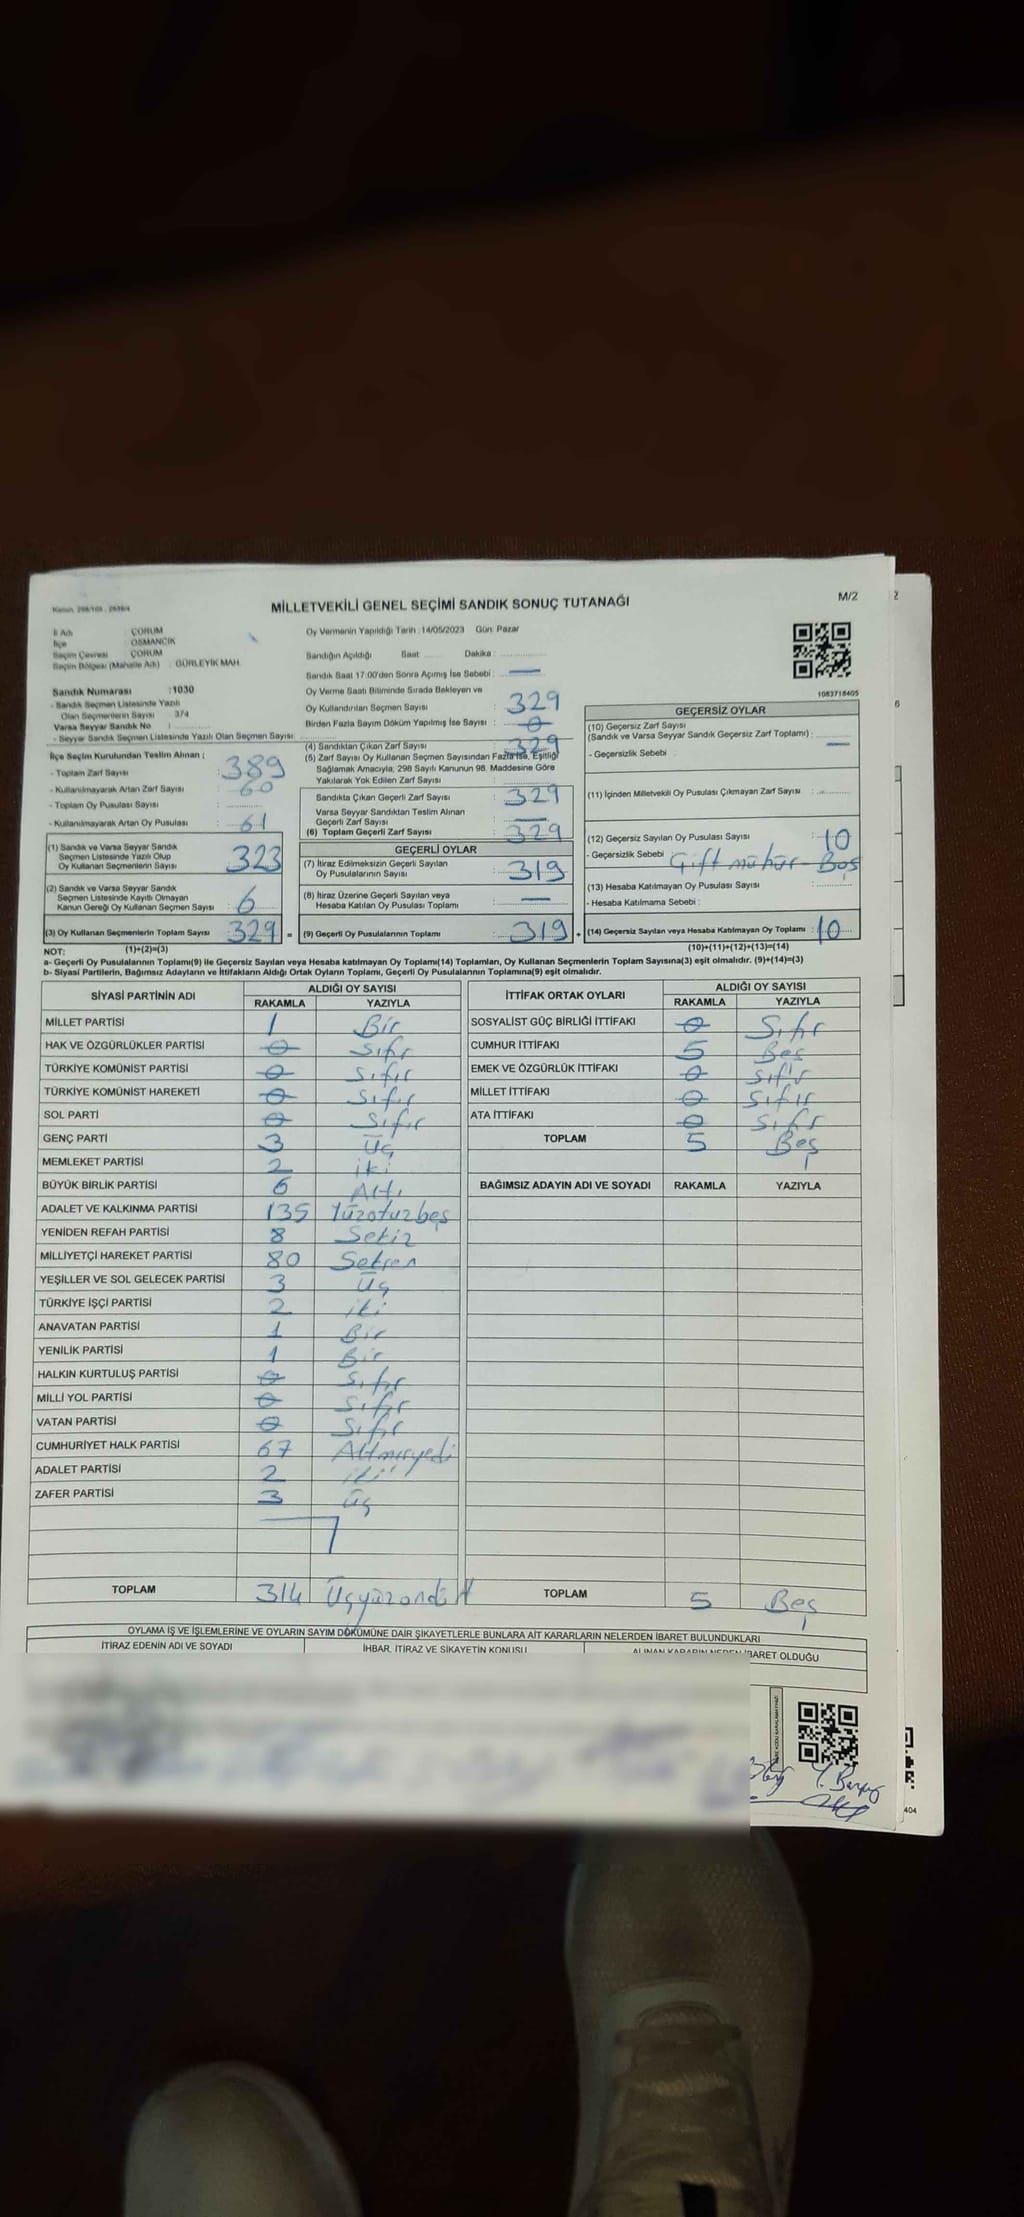 Kanun: 298/105 - 2839/4
MİLLETVEKİLİ GENEL SEÇİMİ SANDIK SONUÇ TUTANAĞI
M/2
İl Adı : ÇORUM
İlçe : OSMANCIK
Seçim Çevresi : ÇORUM
Seçim Bölgesi (Mahalle Adı) : GÜRLEYİK MAH.
Sandık Numarası :1030
- Sandık Seçmen Listesinde Yazılı
Olan Seçmenlerin Sayısı 374
Varsa Seyyar Sandık No :
- Seyyar Sandık Seçmen Listesinde Yazılı Olan Seçmen Sayısı:
Oy Vermenin Yapıldığı Tarih :14/05/2023 Gün: Pazar
Sandığın Açıldığı Saat: Dakika:
Sandık Saat 17.00'den Sonra Açılmış İse Sebebi : —
Oy Verme Saati Bitiminde Sırada Bekleyen ve
Oy Kullandırılan Seçmen Sayısı : 329
Birden Fazla Sayım Döküm Yapılmış İse Sayısı : 0
1083718405
İlçe Seçim Kurulundan Teslim Alınan :
- Toplam Zarf Sayısı : 389
- Kullanılmayarak Artan Zarf Sayısı : 60
- Toplam Oy Pusulası Sayısı :
- Kullanılmayarak Artan Oy Pusulası : 61
(1) Sandık ve Varsa Seyyar Sandık
Seçmen Listesinde Yazılı Olup
Oy Kullanan Seçmenlerin Sayısı : 323
(2) Sandık ve Varsa Seyyar Sandık
Seçmen Listesinde Kayıtlı Olmayan
Kanun Gereği Oy Kullanan Seçmen Sayısı : 6
(3) Oy Kullanan Seçmenlerin Toplam Sayısı : 329 =
(4) Sandıktan Çıkan Zarf Sayısı : 329
(5) Zarf Sayısı Oy Kullanan Seçmen Sayısından Fazla İse, Eşitliği
Sağlamak Amacıyla, 298 Sayılı Kanunun 98. Maddesine Göre
Yakılarak Yok Edilen Zarf Sayısı :
Sandıkta Çıkan Geçerli Zarf Sayısı : 329
Varsa Seyyar Sandıktan Teslim Alınan
Geçerli Zarf Sayısı : —
(6) Toplam Geçerli Zarf Sayısı : 329
GEÇERLİ OYLAR
(7) İtiraz Edilmeksizin Geçerli Sayılan
Oy Pusulalarının Sayısı : 319
(8) İtiraz Üzerine Geçerli Sayılan veya
Hesaba Katılan Oy Pusulası Toplamı : —
(9) Geçerli Oy Pusulalarının Toplamı : 319 +
GEÇERSİZ OYLAR
(10) Geçersiz Zarf Sayısı
(Sandık ve Varsa Seyyar Sandık Geçersiz Zarf Toplamı) : —
- Geçersizlik Sebebi :
(11) İçinden Milletvekili Oy Pusulası Çıkmayan Zarf Sayısı :
(12) Geçersiz Sayılan Oy Pusulası Sayısı : 10
- Geçersizlik Sebebi : Çift mühür - Boş
(13) Hesaba Katılmayan Oy Pusulası Sayısı :
- Hesaba Katılmama Sebebi :
(14) Geçersiz Sayılan veya Hesaba Katılmayan Oy Toplamı : 10
NOT: (1)+(2)=(3) (10)+(11)+(12)+(13)=(14)
a- Geçerli Oy Pusulalarının Toplamı(9) ile Geçersiz Sayılan veya Hesaba katılmayan Oy Toplamı(14) Toplamları, Oy Kullanan Seçmenlerin Toplam Sayısına(3) eşit olmalıdır. (9)+(14)=(3)
b- Siyasi Partilerin, Bağımsız Adayların ve İttifakların Aldığı Ortak Oyların Toplamı, Geçerli Oy Pusulalarının Toplamına(9) eşit olmalıdır.
SİYASİ PARTİNİN ADI ALDIĞI OY SAYISI
RAKAMLA YAZIYLA
MİLLET PARTİSİ 1 Bir
HAK VE ÖZGÜRLÜKLER PARTİSİ 0 Sıfır
TÜRKİYE KOMÜNİST PARTİSİ 0 Sıfır
TÜRKİYE KOMÜNİST HAREKETİ 0 Sıfır
SOL PARTİ 0 Sıfır
GENÇ PARTİ 3 Üç
MEMLEKET PARTİSİ 2 iki
BÜYÜK BİRLİK PARTİSİ 6 Altı
ADALET VE KALKINMA PARTİSİ 135 Yüzotuzbeş
YENİDEN REFAH PARTİSİ 8 Sekiz
MİLLİYETÇİ HAREKET PARTİSİ 80 Seksen
YEŞİLLER VE SOL GELECEK PARTİSİ 3 Üç
TÜRKİYE İŞÇİ PARTİSİ 2 iki
ANAVATAN PARTİSİ 1 Bir
YENİLİK PARTİSİ 1 Bir
HALKIN KURTULUŞ PARTİSİ 0 Sıfır
MİLLİ YOL PARTİSİ 0 Sıfır
VATAN PARTİSİ 0 Sıfır
CUMHURİYET HALK PARTİSİ 67 Altmışyedi
ADALET PARTİSİ 2 iki
ZAFER PARTİSİ 3 üç
TOPLAM 314 Üçyüzondört
İTTİFAK ORTAK OYLARI ALDIĞI OY SAYISI
RAKAMLA YAZIYLA
SOSYALİST GÜÇ BİRLİĞİ İTTİFAKI 0 Sıfır
CUMHUR İTTİFAKI 5 Beş
EMEK VE ÖZGÜRLÜK İTTİFAKI 0 Sıfır
MİLLET İTTİFAKI 0 Sıfır
ATA İTTİFAKI 0 Sıfır
TOPLAM 5 Beş
BAĞIMSIZ ADAYIN ADI VE SOYADI RAKAMLA YAZIYLA
TOPLAM 5 Beş
OYLAMA İŞ VE İŞLEMLERİNE VE OYLARIN SAYIM DÖKÜMÜNE DAİR ŞİKAYETLERLE BUNLARA AİT KARARLARIN NELERDEN İBARET BULUNDUKLARI
İTİRAZ EDENİN ADI VE SOYADI İHBAR, İTİRAZ VE ŞİKAYETİN KONUSU ALINAN KARARIN NEDEN İBARET OLDUĞU
404